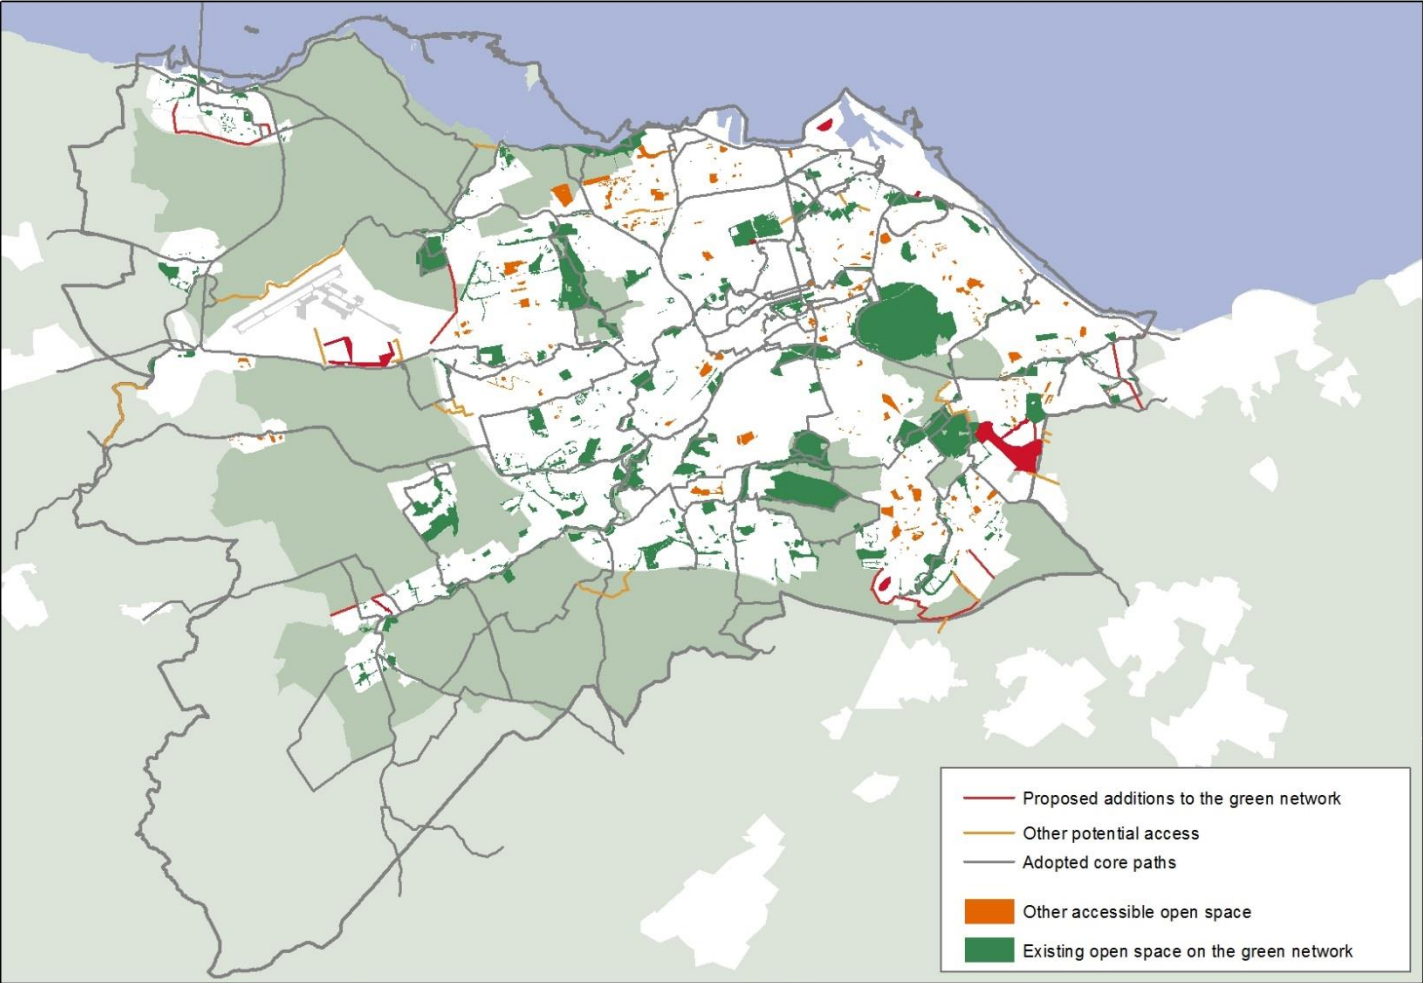 Proposed additions to the green network
Other potential access
Adopted core paths
Other accessible open space
Existing open space on the green network